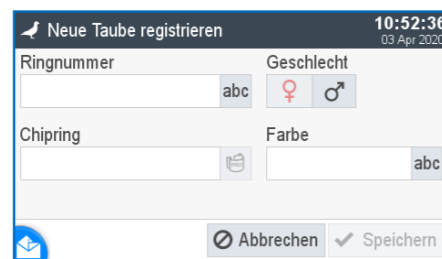 Neue Taube registrieren
10:52:36
03 Apr 2020
Ringnummer
Geschlecht
abc
Chipring
Farbe
abc
Abbrechen
Speichern